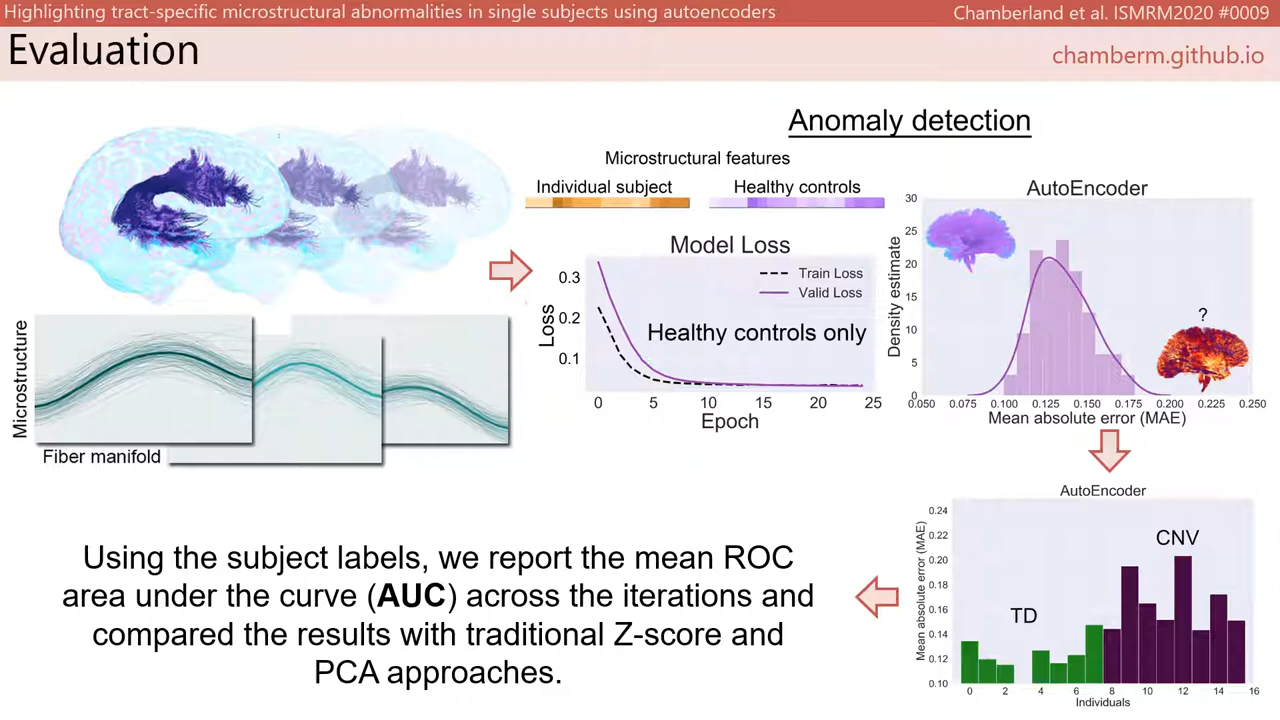 Highlighting tract-specific microstructural abnormalities in single subjects using autoencoders
Chamberland et al. ISMRM2020 #0009
Evaluation
chamberm.github.io
Anomaly detection
Microstructural features
Individual subject
Healthy controls
Microstructure
Fiber manifold
Model Loss
Train Loss
Valid Loss
Healthy controls only
Loss
0.3
0.2
0.1
0 5 10 15 20 25
Epoch
AutoEncoder
Density estimate
30
25
20
15
10
5
0
?
0.050 0.075 0.100 0.125 0.150 0.175 0.200 0.225 0.250
Mean absolute error (MAE)
AutoEncoder
Mean absolute error (MAE)
0.24
0.22
0.20
0.18
0.16
0.14
0.12
0.10
CNV
TD
0 2 4 6 8 10 12 14 16
Individuals
Using the subject labels, we report the mean ROC
area under the curve (AUC) across the iterations and
compared the results with traditional Z-score and
PCA approaches.